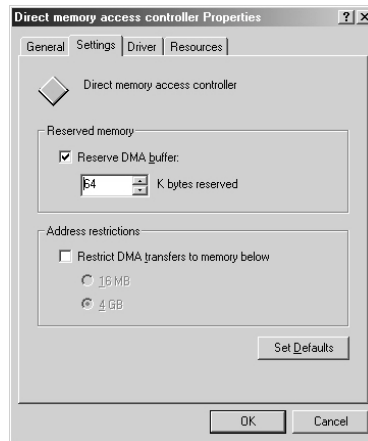 Direct memory access controller Properties ? ×
General Settings Driver Resources
Direct memory access controller
Reserved memory
Reserve DMA buffer:
64 K bytes reserved
Address restrictions
Restrict DMA transfers to memory below
16 MB
4 GB
Set Defaults
OK Cancel